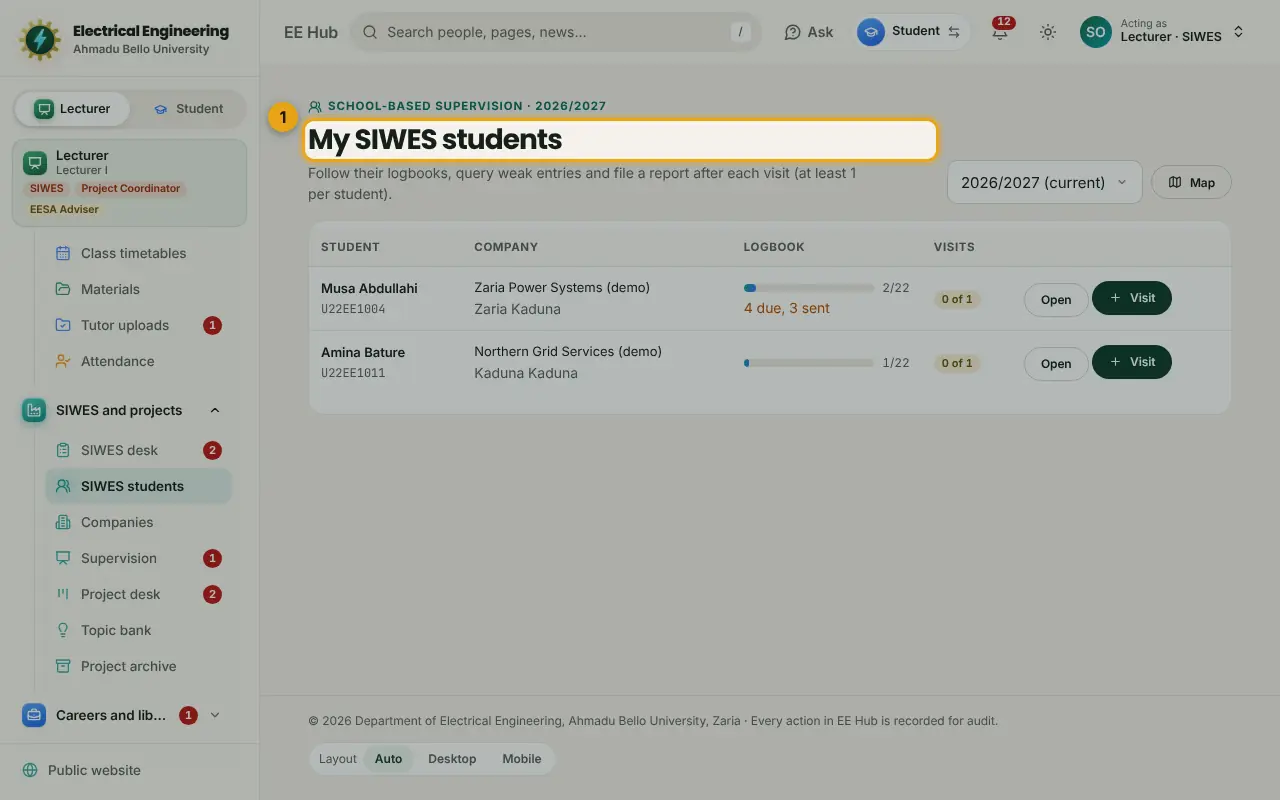 Electrical Engineering
Ahmadu Bello University
Lecturer
Student
Lecturer
Lecturer I
SIWES
Project Coordinator
EESA Adviser
Class timetables
Materials
Tutor uploads
1
Attendance
SIWES and projects
SIWES desk
2
SIWES students
Companies
Supervision
1
Project desk
2
Topic bank
Project archive
Careers and lib...
1
Public website
EE Hub
Search people, pages, news...
/
Ask
Student
12
SO
Acting as
Lecturer · SIWES
1
SCHOOL-BASED SUPERVISION · 2026/2027
My SIWES students
Follow their logbooks, query weak entries and file a report after each visit (at least 1
per student).
2026/2027 (current)
Map
STUDENT COMPANY LOGBOOK VISITS
Musa Abdullahi
U22EE1004
Zaria Power Systems (demo)
Zaria Kaduna
2/22
4 due, 3 sent
0 of 1
Open
+ Visit
Amina Bature
U22EE1011
Northern Grid Services (demo)
Kaduna Kaduna
1/22
0 of 1
Open
+ Visit
© 2026 Department of Electrical Engineering, Ahmadu Bello University, Zaria · Every action in EE Hub is recorded for audit.
Layout Auto Desktop Mobile